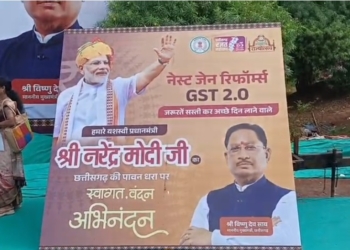 श्री विष्णु देव
नेक्स्ट जेन रिफॉर्म्स
GST 2.0
जरूरतें सस्ती कर अच्छे दिन लाने वाले
हमारे यशस्वी प्रधानमंत्री
श्री नरेन्द्र मोदी जी का
छत्तीसगढ़ की पावन धरा पर
स्वागत, वंदन
अभिनंदन
श्री विष्णु देव साय